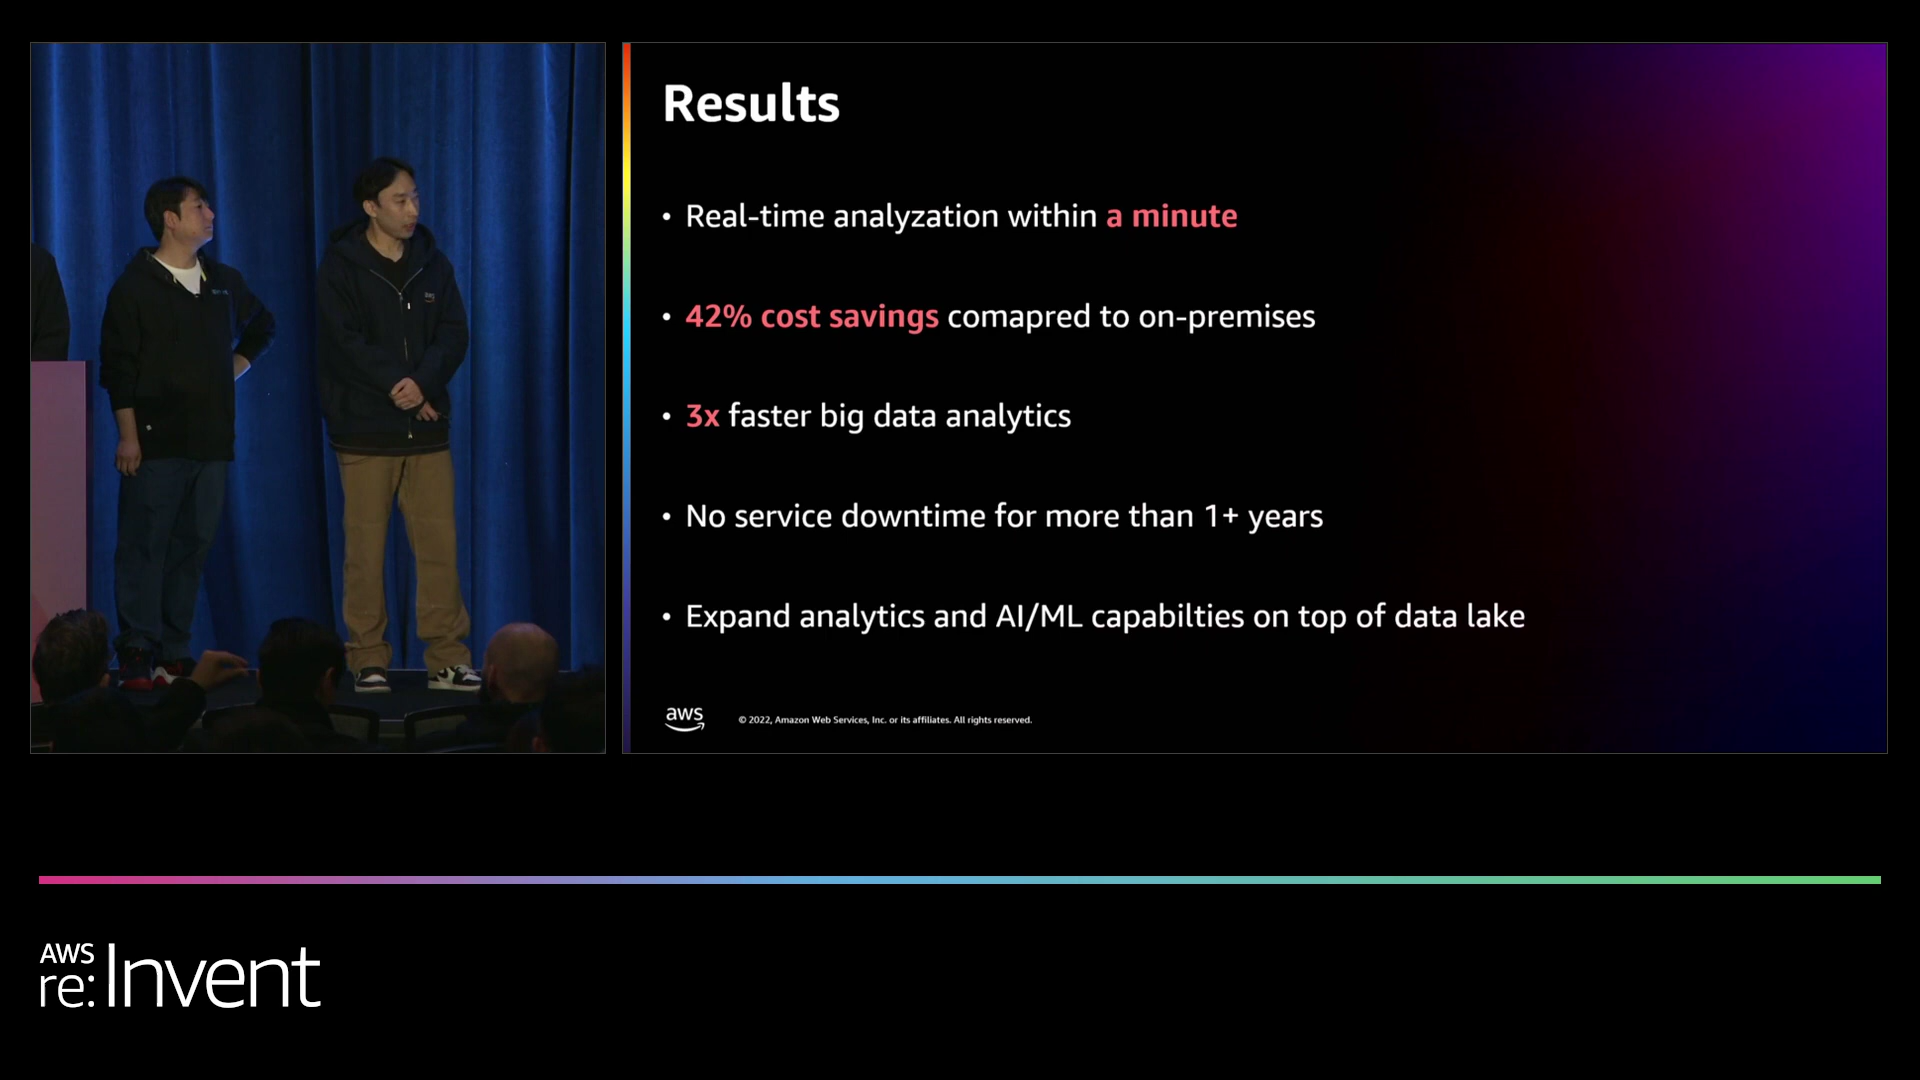 Results
• Real-time analyzation within a minute
• 42% cost savings comapred to on-premises
• 3x faster big data analytics
• No service downtime for more than 1+ years
• Expand analytics and AI/ML capabilties on top of data lake
aws
© 2022, Amazon Web Services, Inc. or its affiliates. All rights reserved.
aws
AWS
re:Invent